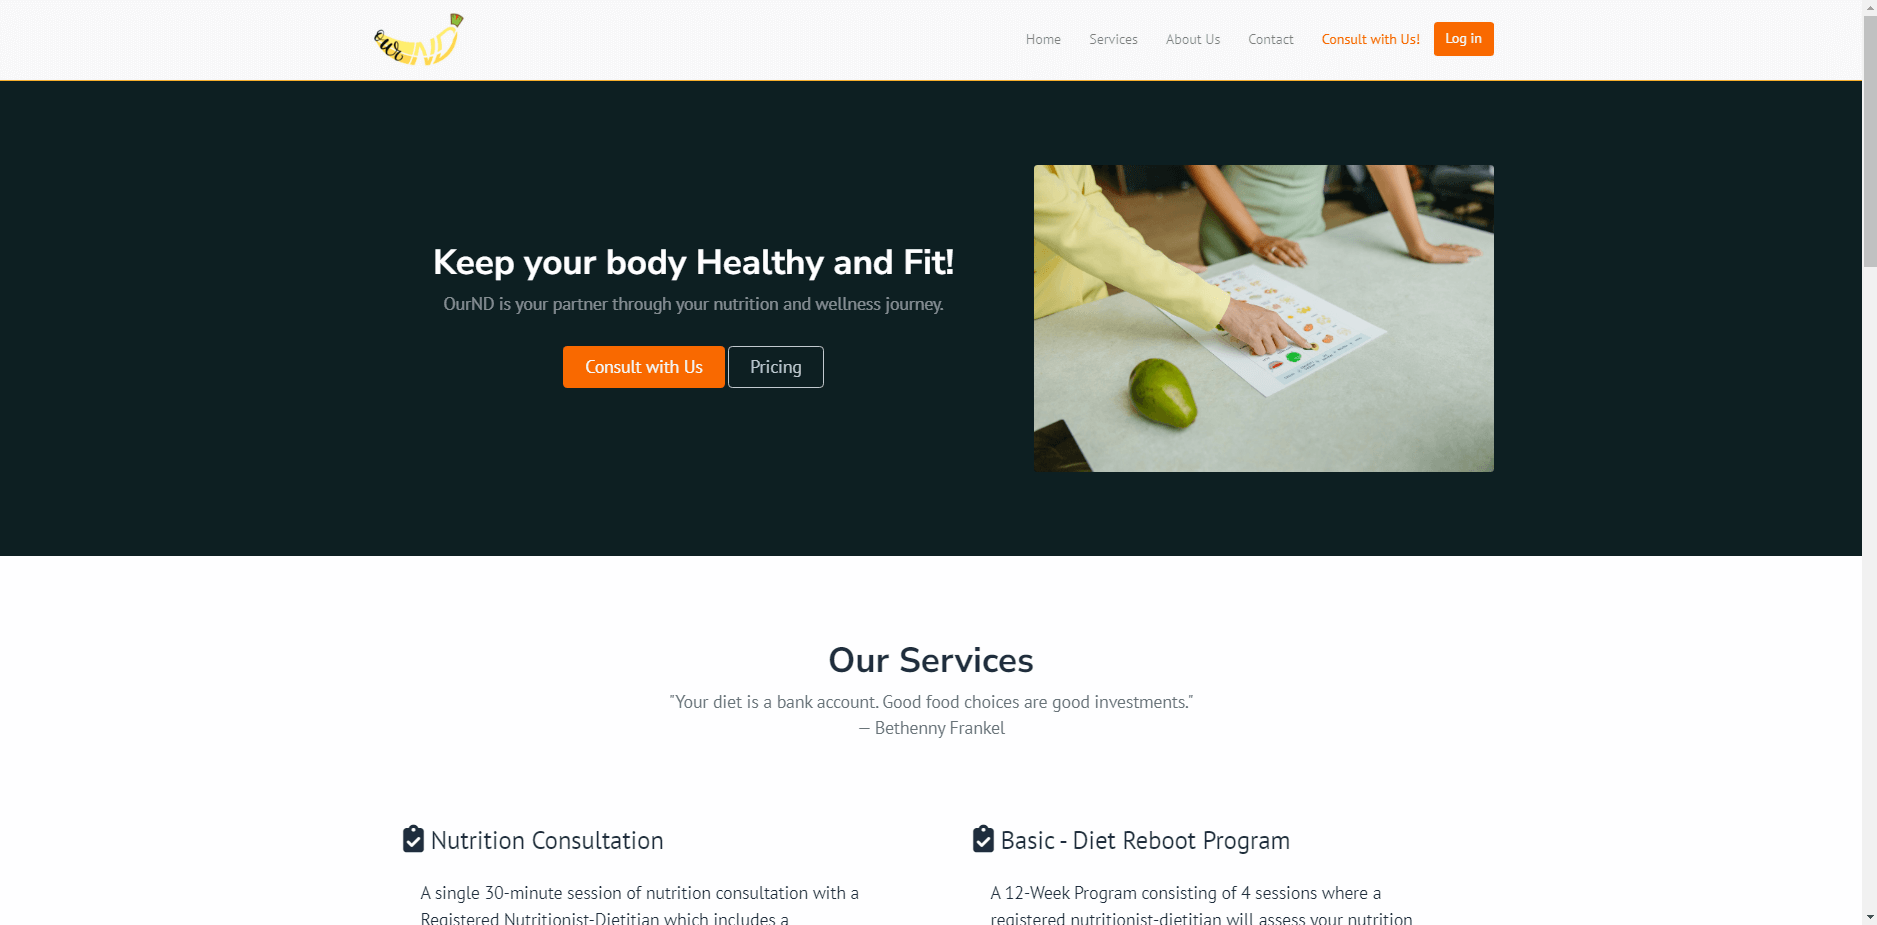 our ND
Home Services About Us Contact Consult with Us! Log in
Keep your body Healthy and Fit!
OurND is your partner through your nutrition and wellness journey.
Consult with Us Pricing
Our Services
"Your diet is a bank account. Good food choices are good investments."
— Bethenny Frankel
Nutrition Consultation
A single 30-minute session of nutrition consultation with a
Registered Nutritionist-Dietitian which includes a
Basic - Diet Reboot Program
A 12-Week Program consisting of 4 sessions where a
registered nutritionist-dietitian will assess your nutrition